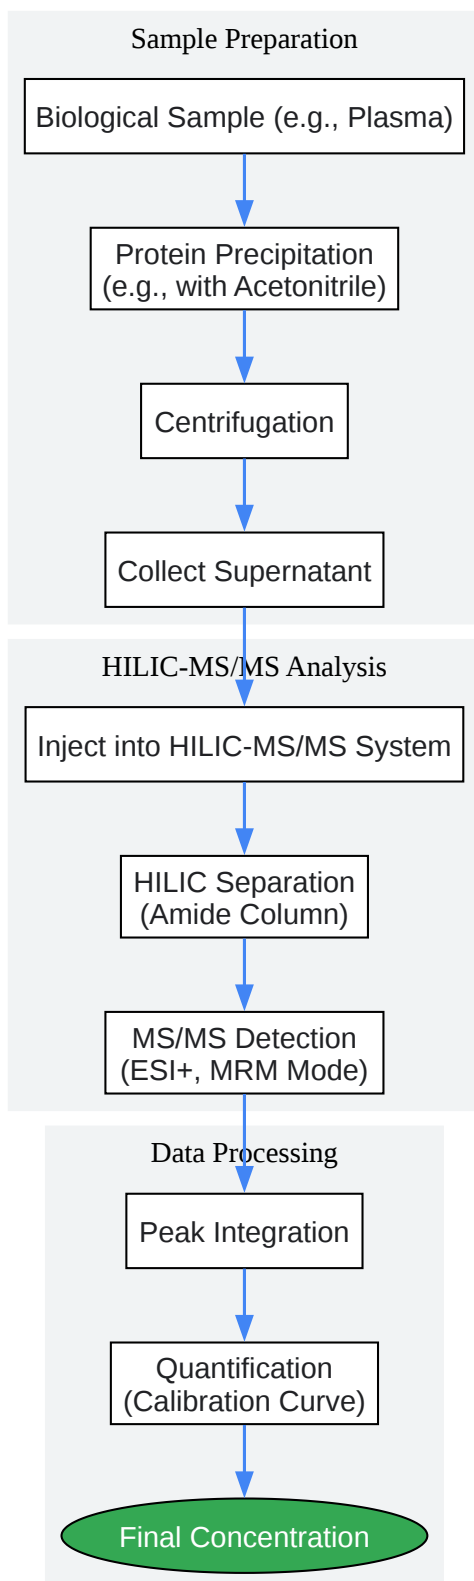 Sample Preparation
Biological Sample (e.g., Plasma)
Protein Precipitation
(e.g., with Acetonitrile)
Centrifugation
Collect Supernatant
HILIC-MS/MS Analysis
Inject into HILIC-MS/MS System
HILIC Separation
(Amide Column)
MS/MS Detection
(ESI+, MRM Mode)
Data Processing
Peak Integration
Quantification
(Calibration Curve)
Final Concentration